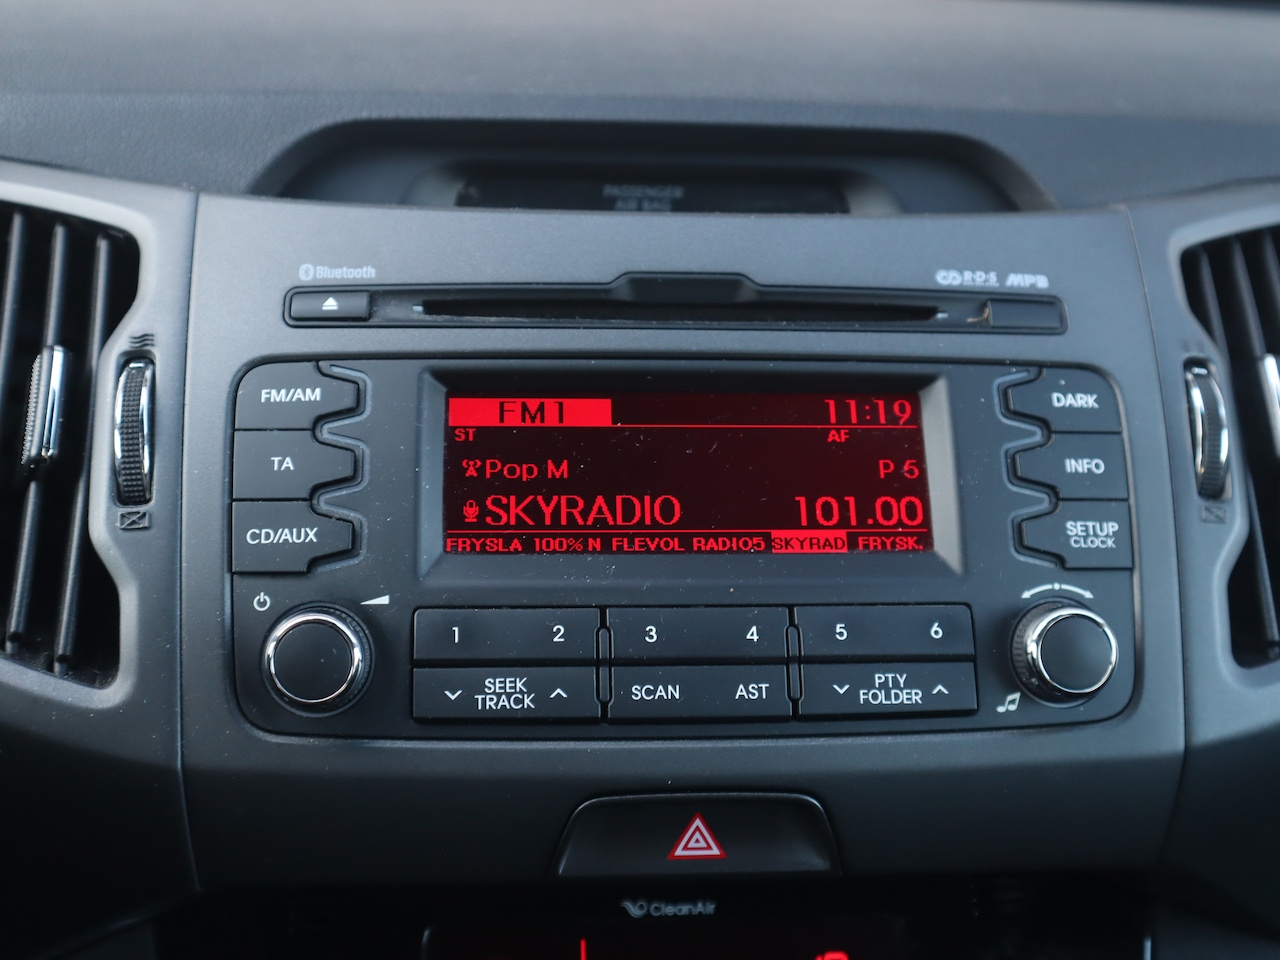 PASSENGER
AIR BAG
Bluetooth
R·D·S MP3
FM/AM
DARK
TA
INFO
CD/AUX
SETUP
CLOCK
FM1 11:19
ST AF
Pop M P 5
SKYRADIO 101.00
FRYSLA 100% N FLEVOL RADIO5 SKYRAD FRYSK.
1 2 3 4 5 6
SEEK
TRACK
SCAN AST
PTY
FOLDER
CleanAir